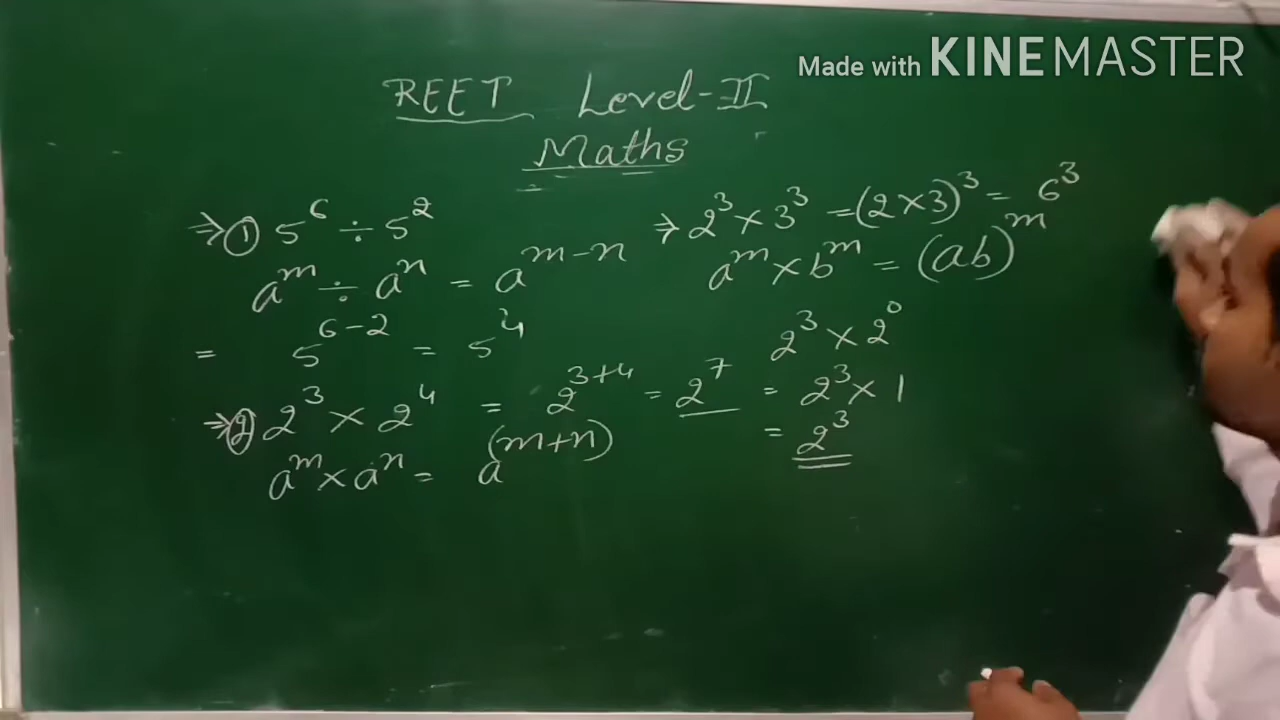 Made with KINEMASTER
REET Level-II
Maths
⇒ ① 5⁶ ÷ 5²
aᵐ ÷ aⁿ = aᵐ⁻ⁿ
= 5⁶⁻² = 5⁴
⇒ ② 2³ × 2⁴ = 2³⁺⁴ = 2⁷
aᵐ × aⁿ = a⁽ᵐ⁺ⁿ⁾
⇒ 2³ × 3³ = (2×3)³ = 6³
aᵐ × bᵐ = (ab)ᵐ
2³ × 2⁰
= 2³ × 1
= 2³